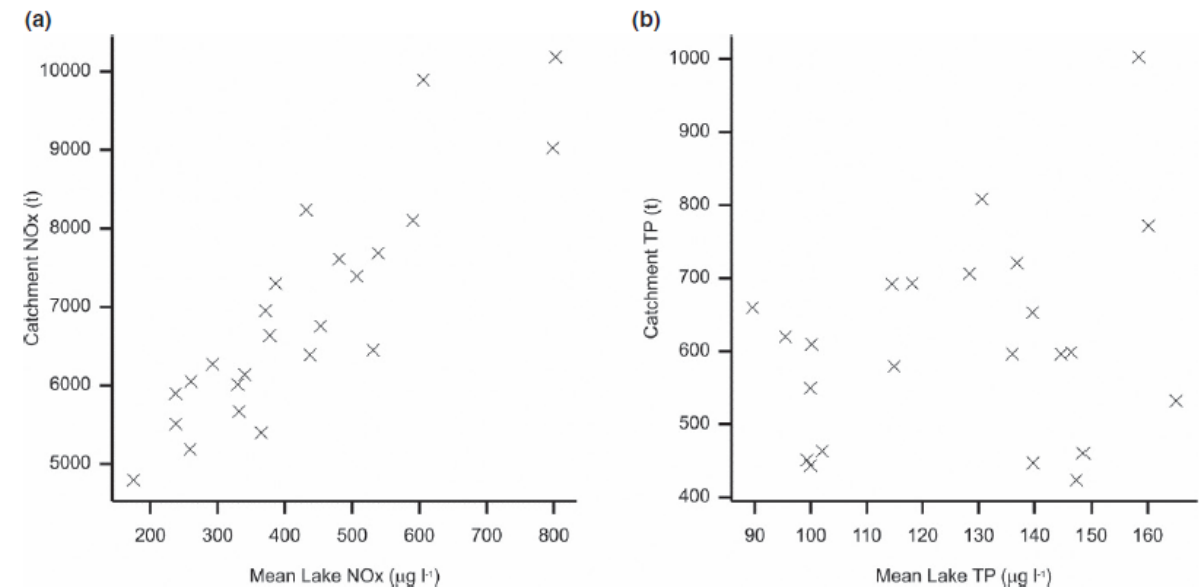 (a)
10000
9000
8000
7000
6000
5000
Catchment NOx (t)
200 300 400 500 600 700 800
Mean Lake NOx (µg l-1)
(b)
1000
900
800
700
600
500
400
Catchment TP (t)
90 100 110 120 130 140 150 160
Mean Lake TP (µg l-1)